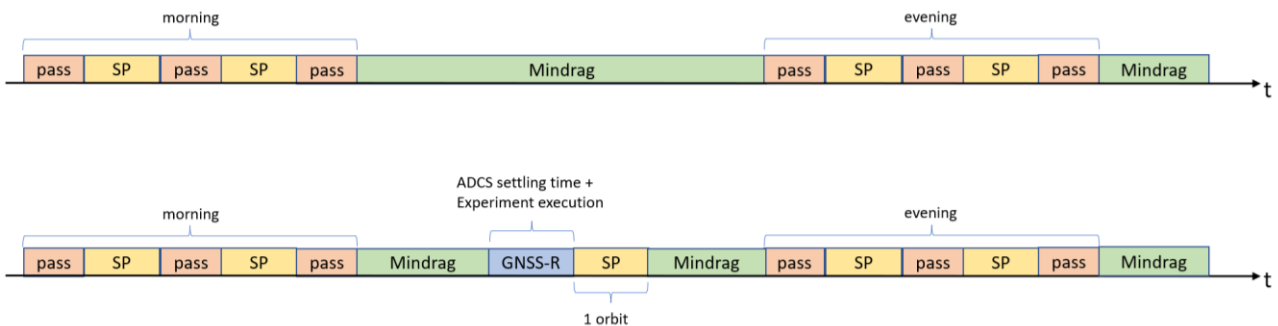 morning evening
pass SP pass SP pass Mindrag pass SP pass SP pass Mindrag
t
ADCS settling time +
Experiment execution
morning evening
pass SP pass SP pass Mindrag GNSS-R SP Mindrag pass SP pass SP pass Mindrag
t
1 orbit